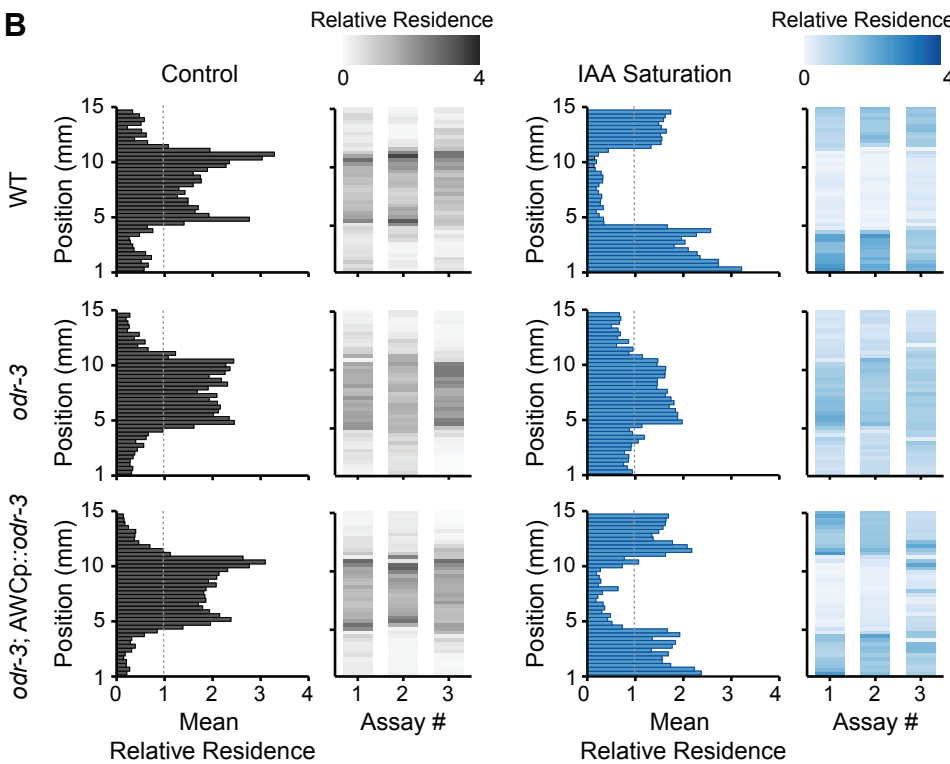 B
Relative Residence
0 4
Relative Residence
0 4
Control
IAA Saturation
WT
Position (mm)
15
10
5
1
Position (mm)
15
10
5
1
odr-3
Position (mm)
15
10
5
1
Position (mm)
15
10
5
1
odr-3; AWCp::odr-3
Position (mm)
15
10
5
1
0 1 2 3 4
Mean
Relative Residence
1 2 3
Assay #
Position (mm)
15
10
5
1
0 1 2 3 4
Mean
Relative Residence
1 2 3
Assay #